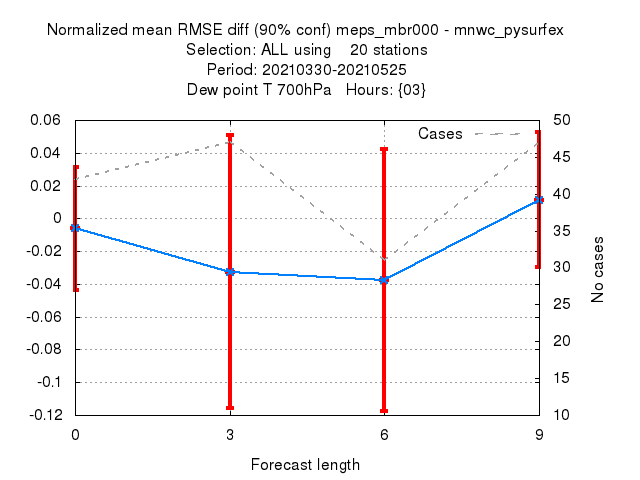 Normalized mean RMSE diff (90% conf) meps_mbr000 - mnwc_pysurfex
Selection: ALL using    20 stations
Period: 20210330-20210525
Dew point T 700hPa   Hours: {03}
Cases
0.06
0.04
0.02
0
-0.02
-0.04
-0.06
-0.08
-0.1
-0.12
50
45
40
35
30
25
20
15
10
No cases
0 3 6 9
Forecast length